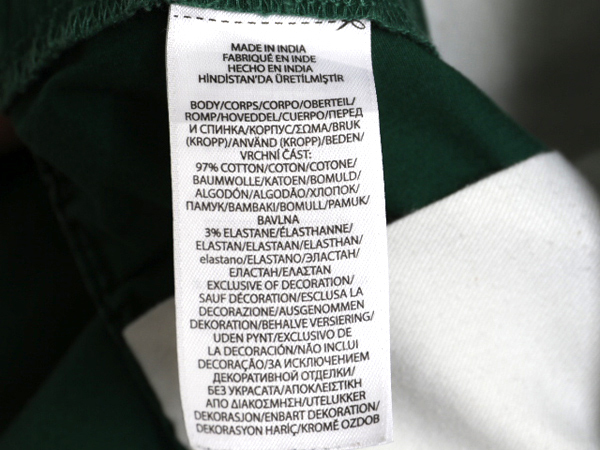 MADE IN INDIA
FABRIQUÉ EN INDE
HECHO EN INDIA
HİNDİSTAN'DA ÜRETİLMİŞTİR
BODY/CORPS/CORPO/OBERTEIL/
ROMP/HOVEDDEL/CUERPO/ПЕРЕД
И СПИНКА/КОРПУС/ΣΩΜΑ/BRUK
(KROPP)/ANVÄND (KROPP)/BEDEN/
VRCHNÍ ČÁST:
97% COTTON/COTON/COTONE/
BAUMWOLLE/KATOEN/BOMULD/
ALGODÓN/ALGODÃO/ХЛОПОК/
ПАМУК/ΒΑΜΒΑΚΙ/BOMULL/PAMUK/
BAVLNA
3% ELASTANE/ÉLASTHANNE/
ELASTAN/ELASTAAN/ELASTHAN/
elastano/ELASTANO/ЭЛАСТАН/
ЕЛАСТАН/ΕΛΑΣΤΑΝ
EXCLUSIVE OF DECORATION/
SAUF DÉCORATION/ESCLUSA LA
DECORAZIONE/AUSGENOMMEN
DEKORATION/BEHALVE VERSIERING/
UDEN PYNT/EXCLUSIVO DE
LA DECORACIÓN/NÃO INCLUI
DECORAÇÃO/ЗА ИСКЛЮЧЕНИЕМ
ДЕКОРАТИВНОЙ ОТДЕЛКИ/
БЕЗ УКРАСАТА/ΑΠΟΚΛΕΙΣΤΙΚΗ
ΑΠΟ ΔΙΑΚΟΣΜΗΣΗ/UTELUKKER
DEKORASJON/ENBART DEKORATION/
DEKORASYON HARİÇ/KROMĚ OZDOB